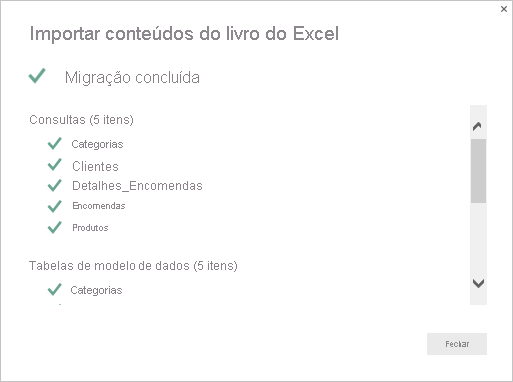 Importar conteúdos do livro do Excel
Migração concluída
Consultas (5 itens)
Categorias
Clientes
Detalhes_Encomendas
Encomendas
Produtos
Tabelas de modelo de dados (5 itens)
Categorias
Fechar